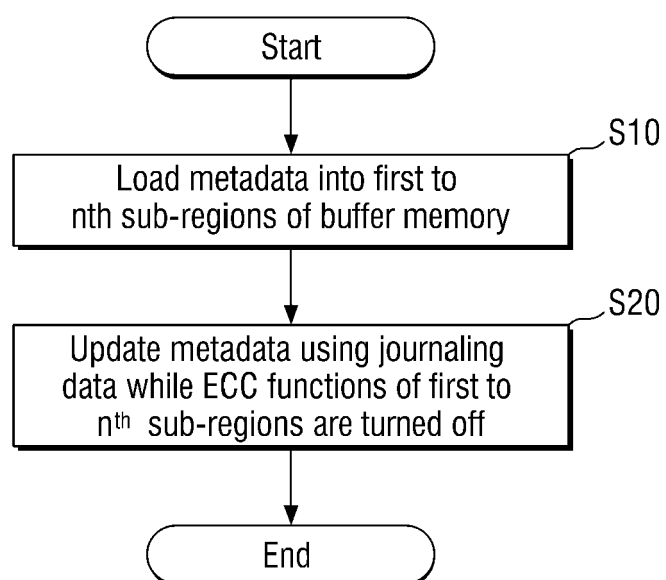 Start
S10
Load metadata into first to
nth sub-regions of buffer memory
S20
Update metadata using journaling
data while ECC functions of first to
nth sub-regions are turned off
End